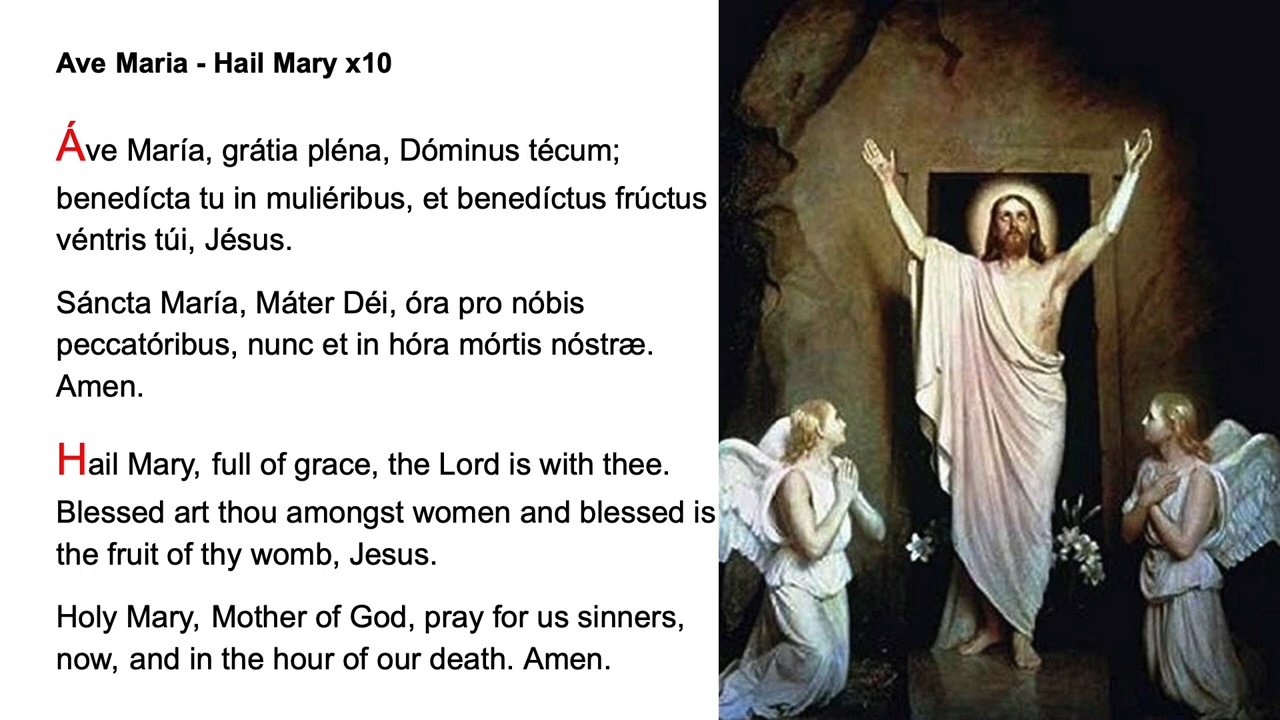 Ave Maria - Hail Mary x10
Áve María, grátia pléna, Dóminus técum;
benedícta tu in muliéribus, et benedíctus frúctus
véntris túi, Jésus.
Sáncta María, Máter Déi, óra pro nóbis
peccatóribus, nunc et in hóra mórtis nóstræ.
Amen.
Hail Mary, full of grace, the Lord is with thee.
Blessed art thou amongst women and blessed is
the fruit of thy womb, Jesus.
Holy Mary, Mother of God, pray for us sinners,
now, and in the hour of our death. Amen.